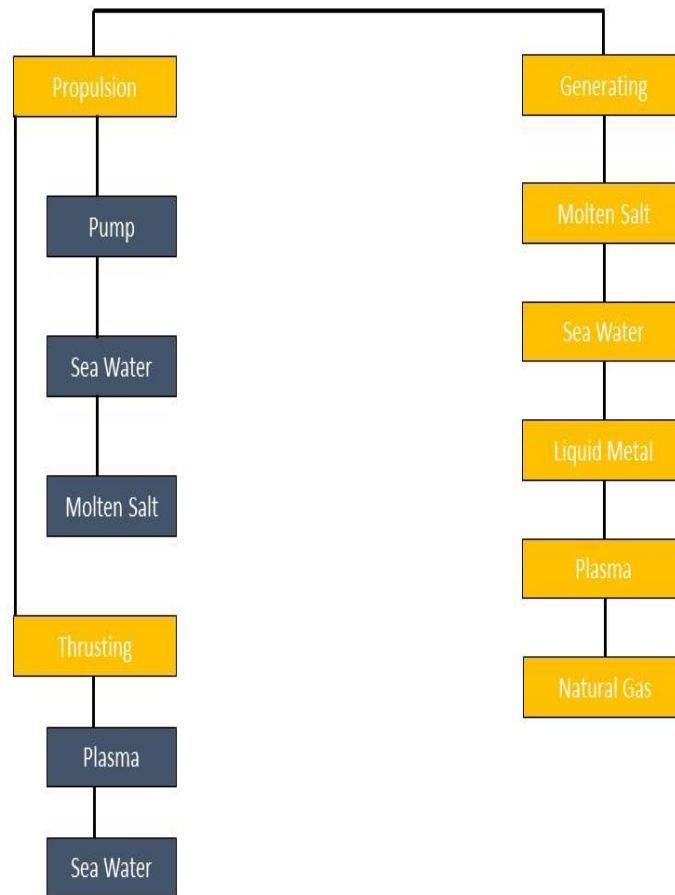 Propulsion
Generating
Pump
Molten Salt
Sea Water
Sea Water
Molten Salt
Liquid Metal
Plasma
Thrusting
Natural Gas
Plasma
Sea Water